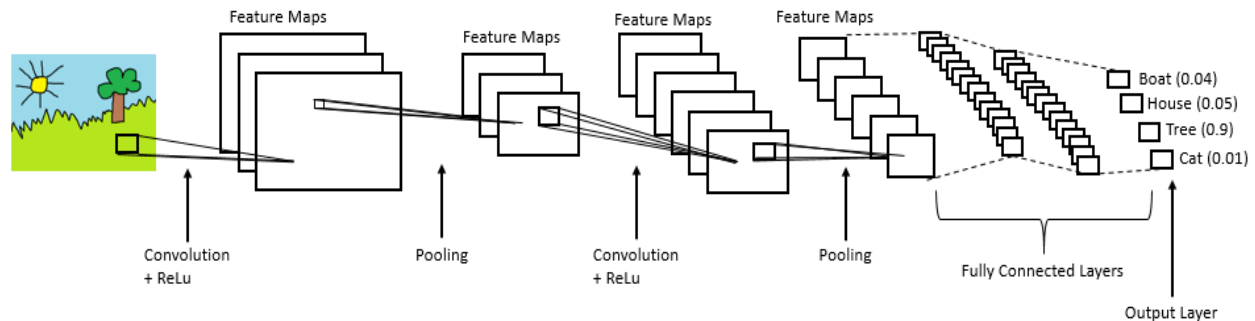 Feature Maps
Feature Maps
Feature Maps
Feature Maps
Boat (0.04)
House (0.05)
Tree (0.9)
Cat (0.01)
Convolution
+ ReLu
Pooling
Convolution
+ ReLu
Pooling
Fully Connected Layers
Output Layer